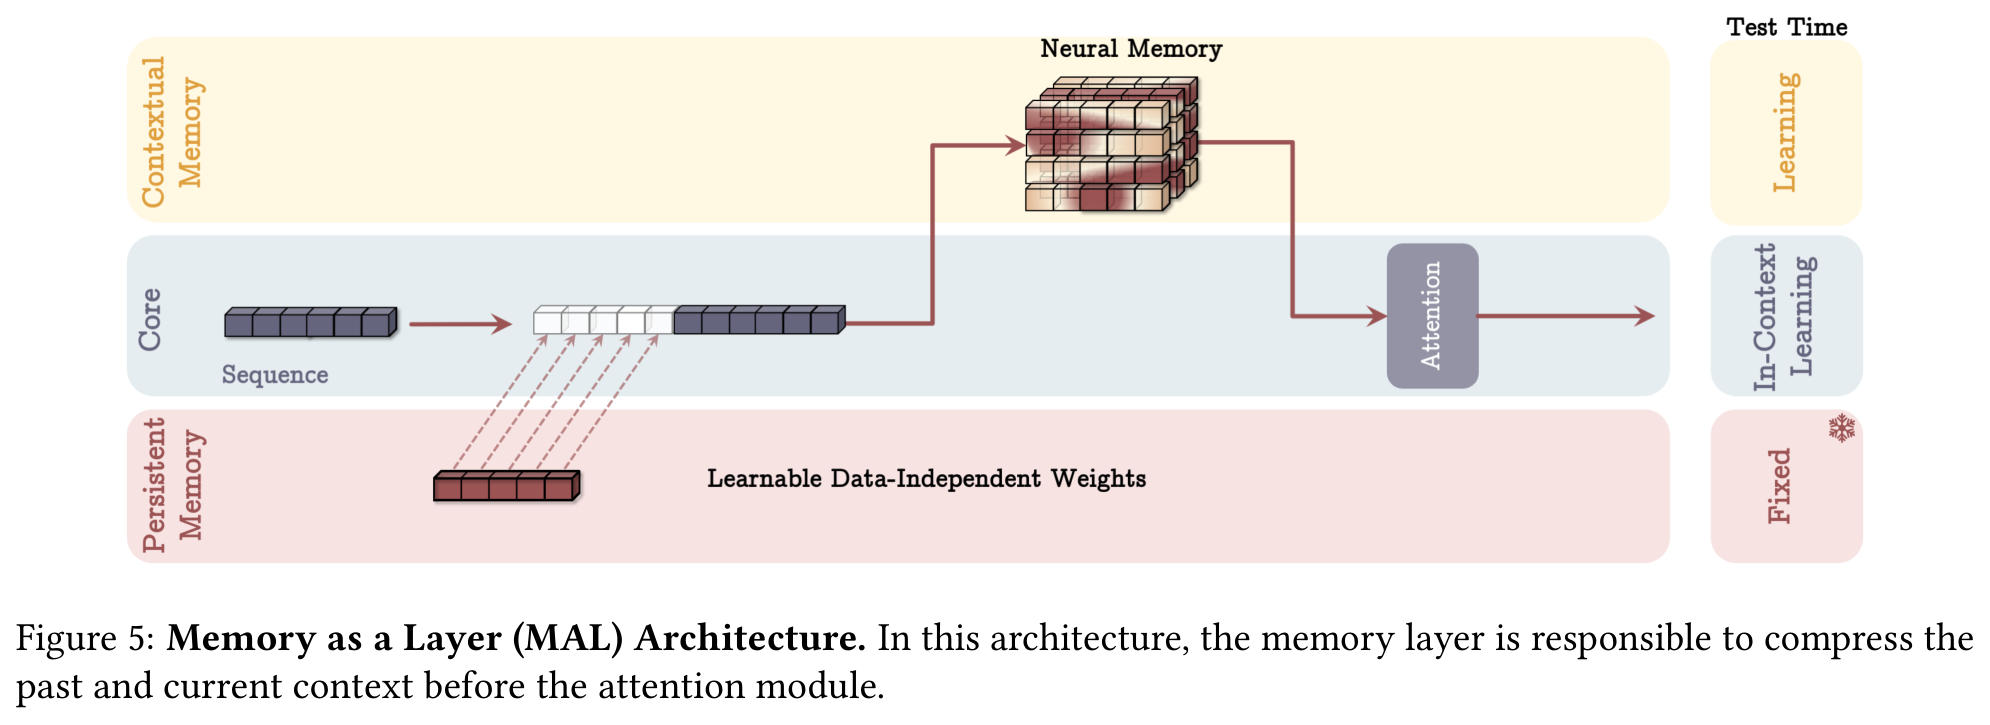 Test Time
Contextual
Memory
Neural Memory
Learning
Core
Sequence
Attention
In-Context
Learning
Persistent
Memory
Learnable Data-Independent Weights
Fixed
Figure 5: Memory as a Layer (MAL) Architecture. In this architecture, the memory layer is responsible to compress the
past and current context before the attention module.